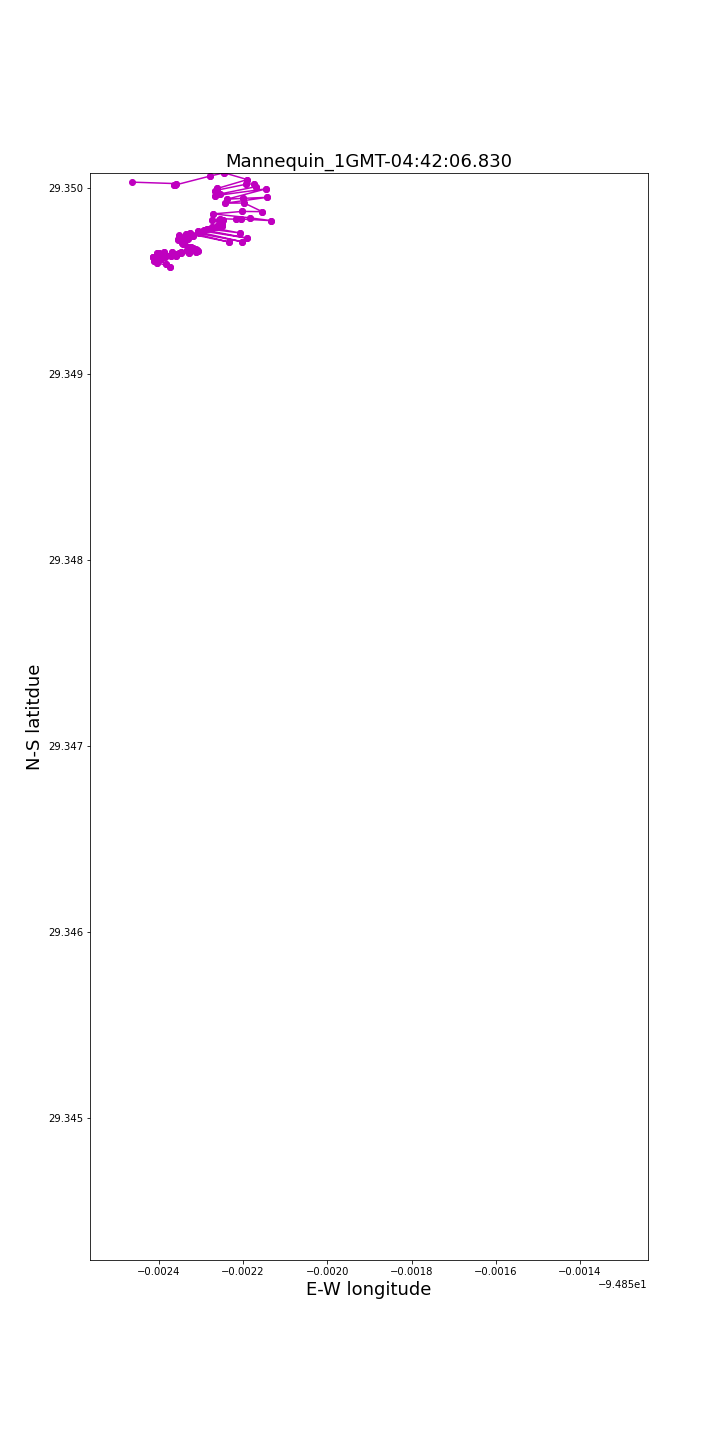 Mannequin_1GMT-04:42:06.830
29.350
29.349
29.348
29.347
29.346
29.345
N-S latitdue
−0.0024 −0.0022 −0.0020 −0.0018 −0.0016 −0.0014
−9.485e1
E-W longitude